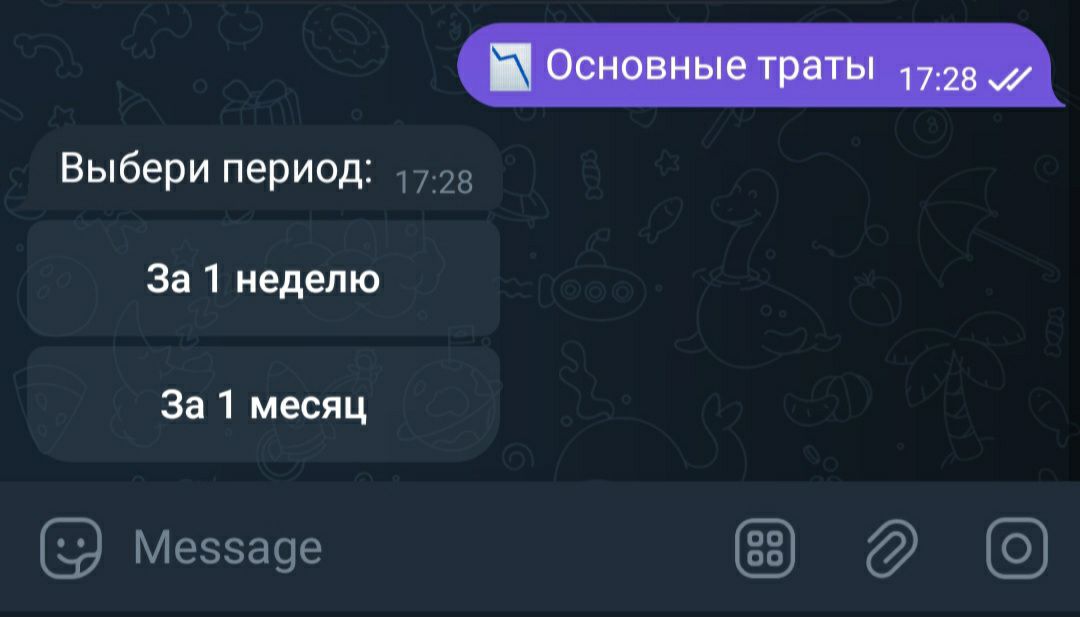 📉 Основные траты 17:28
Выбери период: 17:28
За 1 неделю
За 1 месяц
Message